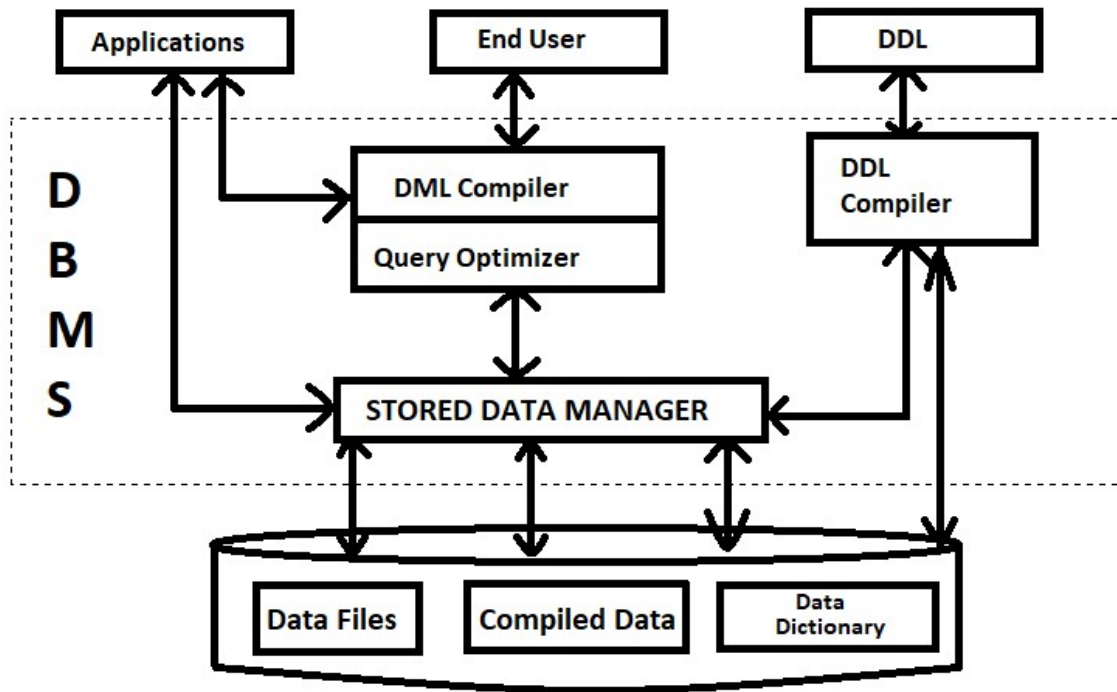 Applications
End User
DDL
D
B
M
S
DML Compiler
Query Optimizer
DDL
Compiler
STORED DATA MANAGER
Data Files
Compiled Data
Data
Dictionary